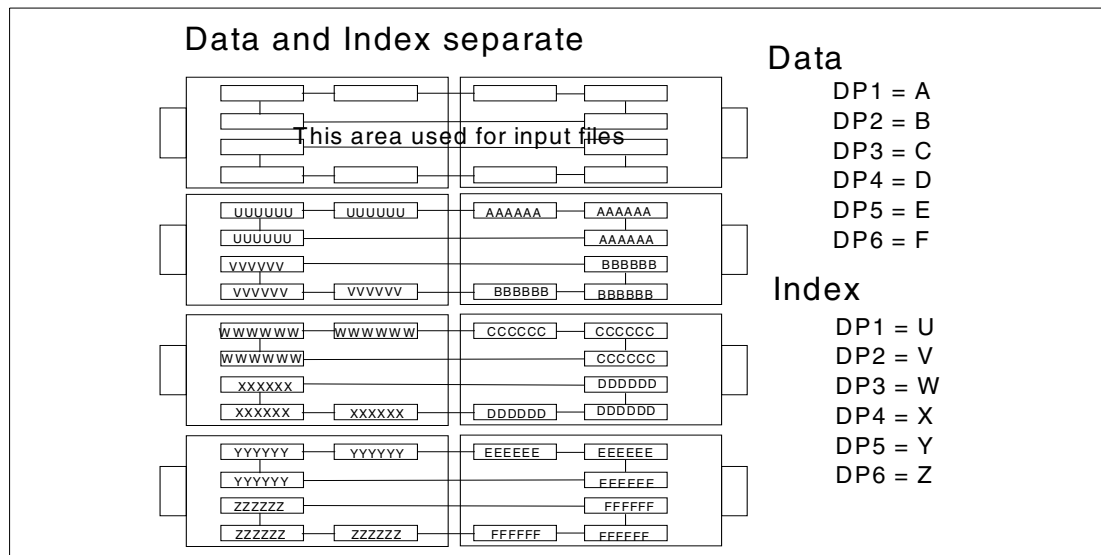 Data and Index separate
This area used for input files
UUUUUU UUUUUU AAAAAA AAAAAA
UUUUUU AAAAAA
VVVVVV BBBBBB
VVVVVV VVVVVV BBBBBB BBBBBB
WWWWWW WWWWWW CCCCCC CCCCCC
WWWWWW CCCCCC
XXXXXX DDDDDD
XXXXXX XXXXXX DDDDDD DDDDDD
YYYYYY YYYYYY EEEEEE EEEEEE
YYYYYY EEEEEE
ZZZZZZ FFFFFF
ZZZZZZ ZZZZZZ FFFFFF FFFFFF
Data
DP1 = A
DP2 = B
DP3 = C
DP4 = D
DP5 = E
DP6 = F
Index
DP1 = U
DP2 = V
DP3 = W
DP4 = X
DP5 = Y
DP6 = Z